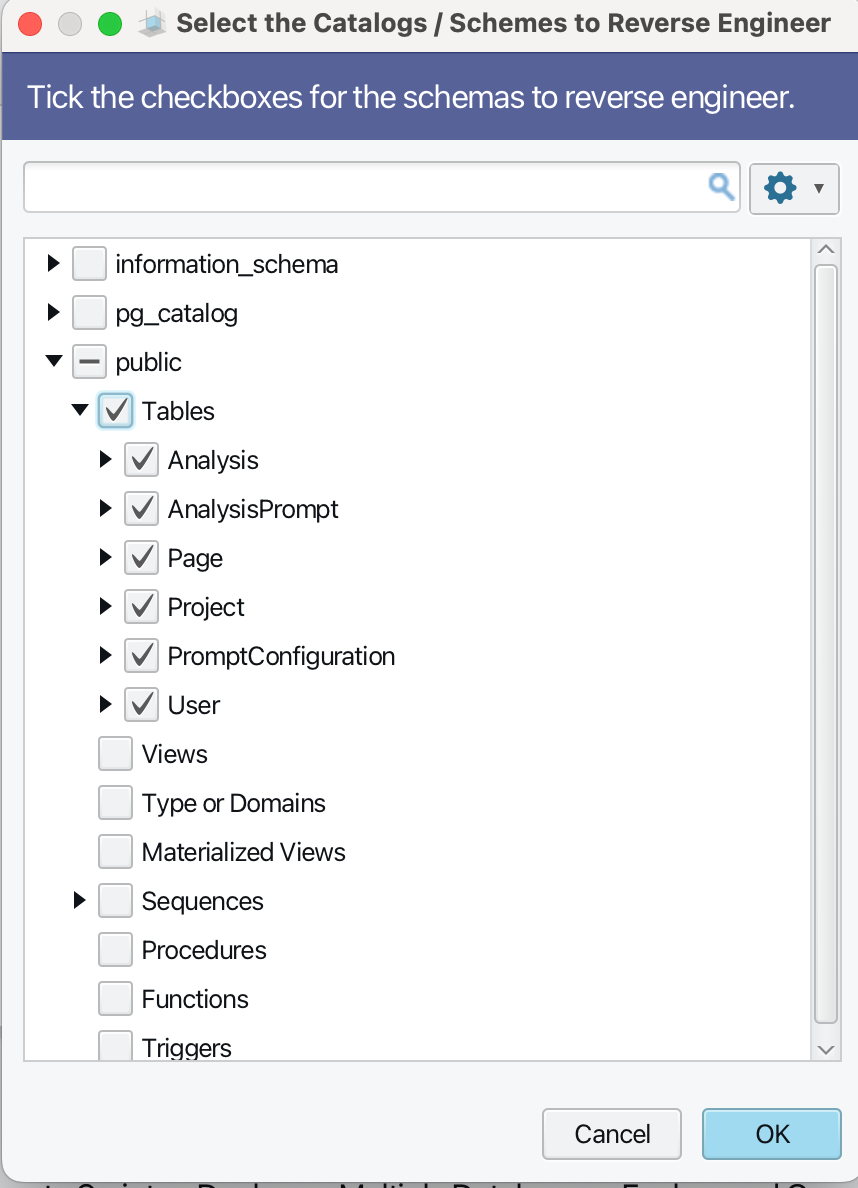 Select the Catalogs / Schemes to Reverse Engineer
Tick the checkboxes for the schemas to reverse engineer.
information_schema
pg_catalog
public
Tables
Analysis
AnalysisPrompt
Page
Project
PromptConfiguration
User
Views
Type or Domains
Materialized Views
Sequences
Procedures
Functions
Triggers
Cancel
OK